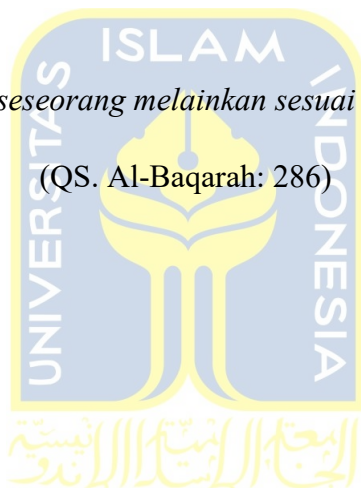 ISLAM
seseorang melainkan sesuai
(QS. Al-Baqarah: 286)
UNIVERSITAS
INDONESIA